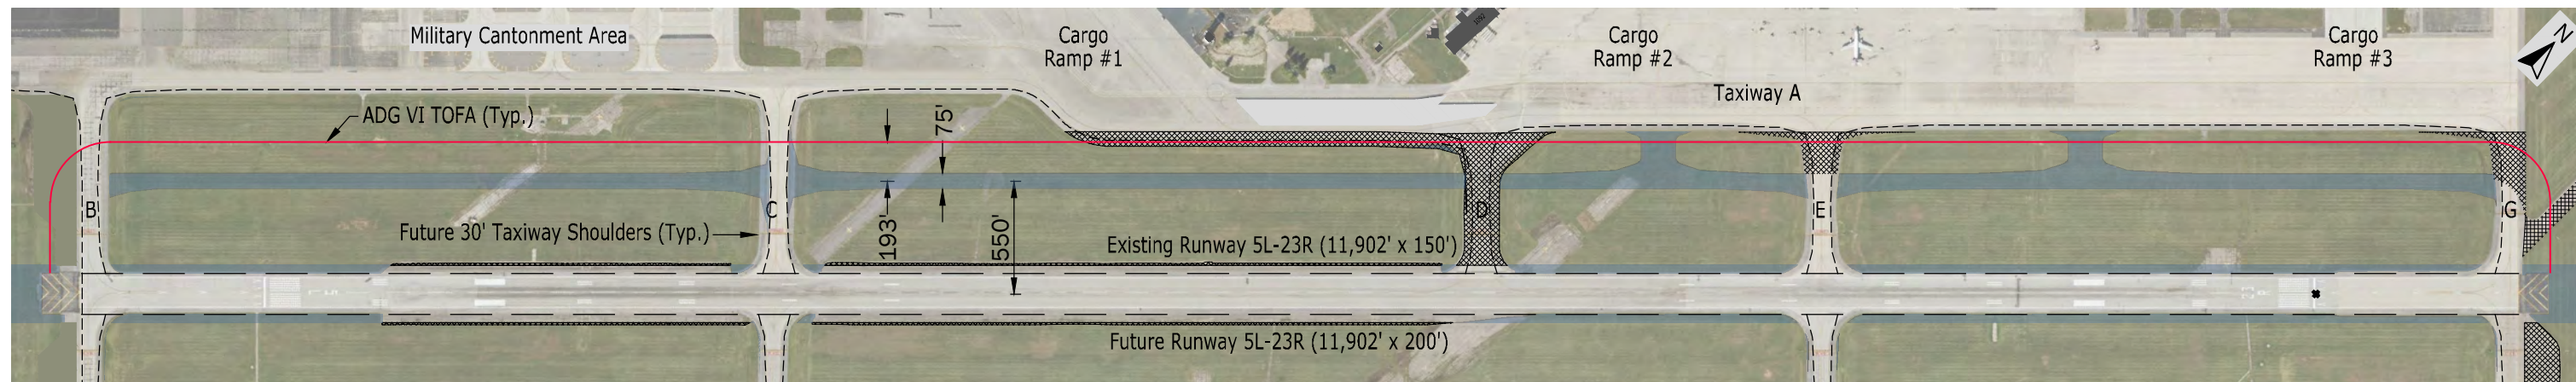 Military Cantonment Area
Cargo
Ramp #1
Cargo
Ramp #2
Cargo
Ramp #3
N
Taxiway A
ADG VI TOFA (Typ.)
75'
B
C
D
E
G
Future 30' Taxiway Shoulders (Typ.)
193'
550'
Existing Runway 5L-23R (11,902' x 150')
Future Runway 5L-23R (11,902' x 200')